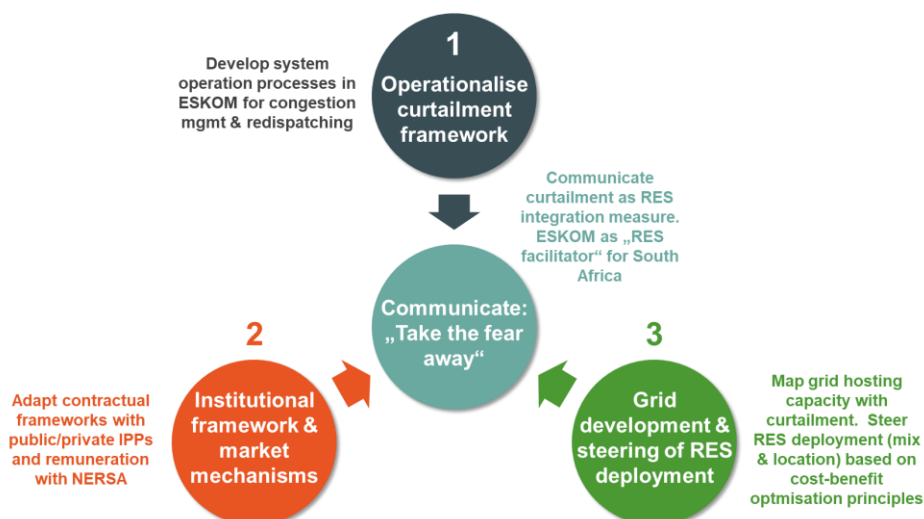 1
Operationalise
curtailment
framework
Develop system
operation processes in
ESKOM for congestion
mgmt & redispatching
Communicate
curtailment as RES
integration measure.
ESKOM as „RES
facilitator“ for South
Africa
Communicate:
„Take the fear
away“
2
Institutional
framework &
market
mechanisms
Adapt contractual
frameworks with
public/private IPPs
and remuneration
with NERSA
3
Grid
development &
steering of RES
deployment
Map grid hosting
capacity with
curtailment. Steer
RES deployment (mix
& location) based on
cost-benefit
optmisation principles